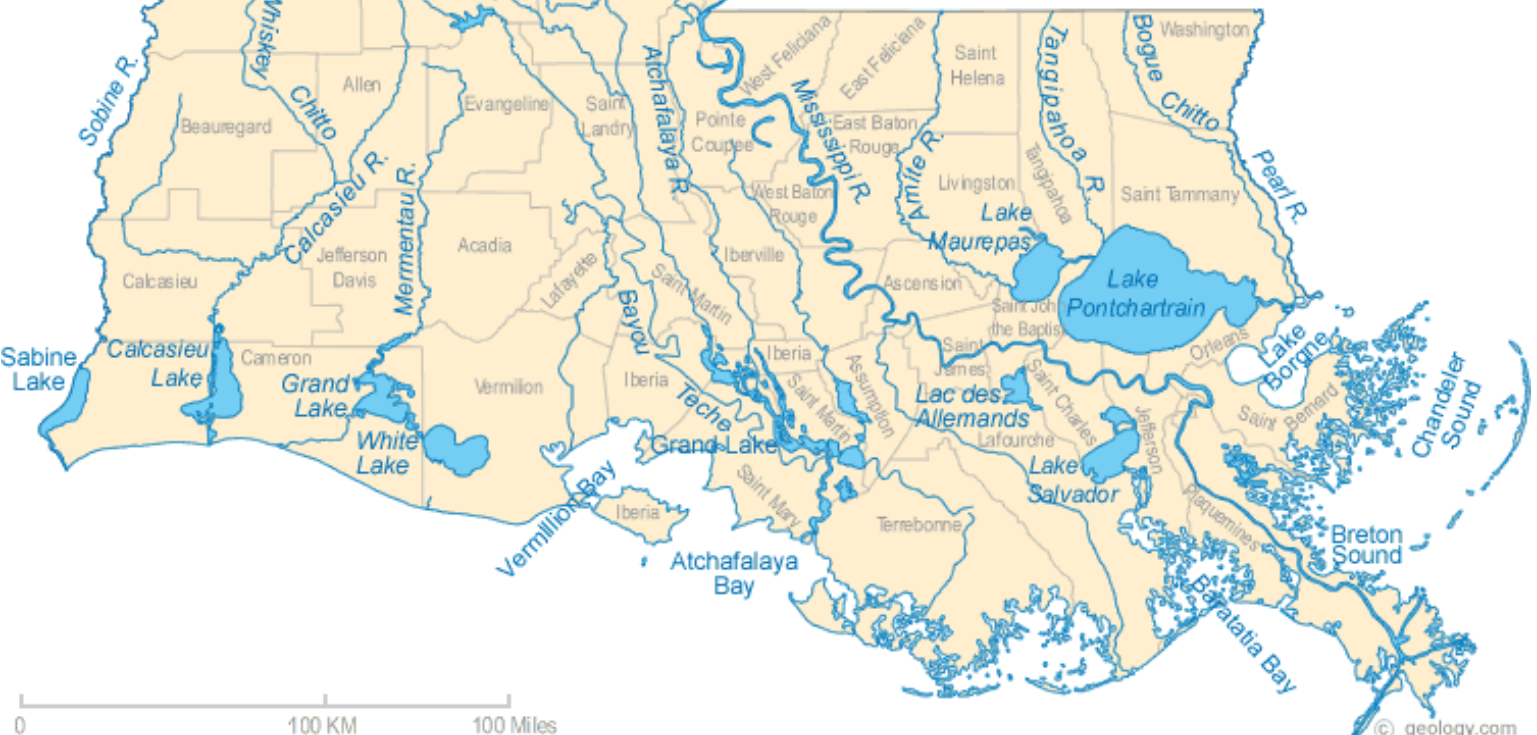 Whiskey
Chitto
Sobine R.
Allen
Beauregard
Evangeline
Saint
Landry
Atchafalaya R.
Pointe
Coupee
West Feliciana
East Feliciana
Mississippi R.
Saint
Helena
Tangipahoa R.
Bogue Chitto
Washington
East Baton
Rouge
Amite R.
Livingston
Tangipahoa
Saint Tammany
Pearl R.
West Baton
Rouge
Calcasieu R.
Mermentau R.
Calcasieu
Jefferson
Davis
Acadia
Lafayette
Saint Martin
Iberville
Ascension
Lake
Maurepas
Lake
Pontchartrain
Saint Joh
the Baptis
Saint
James
Orleans
Lake
Borgne
Sabine
Lake
Calcasieu
Lake
Cameron
Grand
Lake
White
Lake
Vermilion
Bayou
Teche
Iberia
Iberia
Saint Martin
Assumption
Lac des
Allemands
Saint Charles
Lafourche
Jefferson
Saint Bernard
Chandeler
Sound
Grand Lake
Lake
Salvador
Vermillion Bay
Iberia
Saint Mary
Terrebonne
Plaquemines
Breton
Sound
Atchafalaya
Bay
Baratatia Bay
0
100 KM
100 Miles
© geology.com